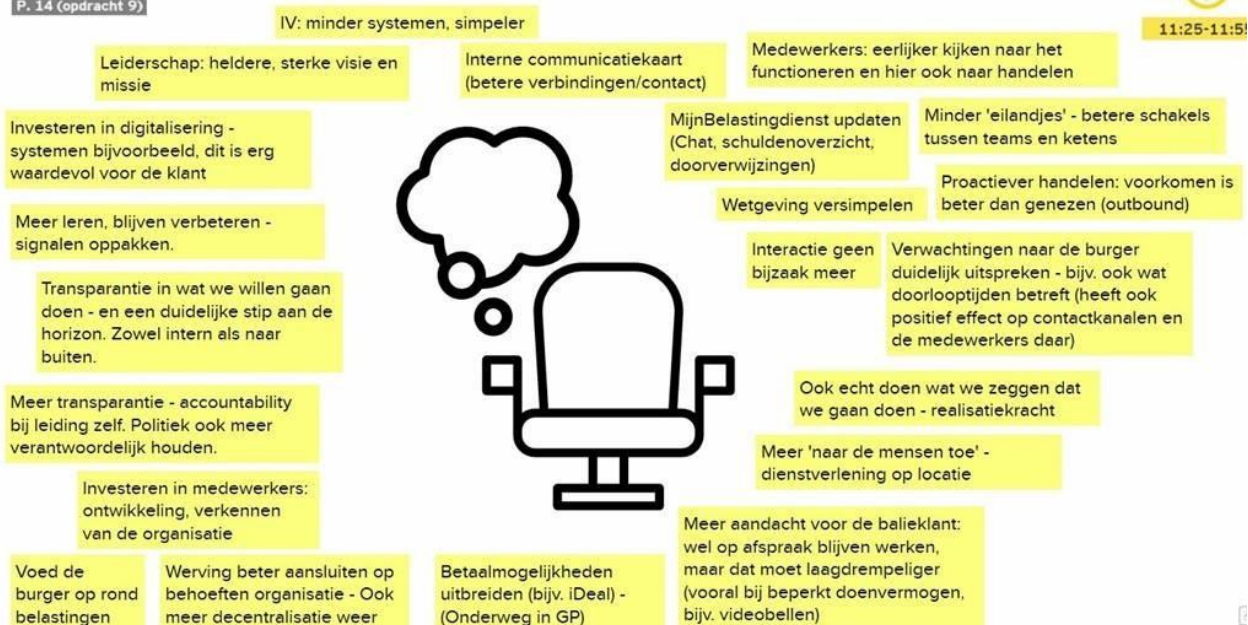 P. 14 (opdracht 9)
11:25-11:55
IV: minder systemen, simpeler
Leiderschap: heldere, sterke visie en
missie
Interne communicatiekaart
(betere verbindingen/contact)
Medewerkers: eerlijker kijken naar het
functioneren en hier ook naar handelen
Investeren in digitalisering -
systemen bijvoorbeeld, dit is erg
waardevol voor de klant
MijnBelastingdienst updaten
(Chat, schuldenoverzicht,
doorverwijzingen)
Minder 'eilandjes' - betere schakels
tussen teams en ketens
Proactiever handelen: voorkomen is
beter dan genezen (outbound)
Wetgeving versimpelen
Meer leren, blijven verbeteren -
signalen oppakken.
Interactie geen
bijzaak meer
Verwachtingen naar de burger
duidelijk uitspreken - bijv. ook wat
doorlooptijden betreft (heeft ook
positief effect op contactkanalen en
de medewerkers daar)
Transparantie in wat we willen gaan
doen - en een duidelijke stip aan de
horizon. Zowel intern als naar
buiten.
Ook echt doen wat we zeggen dat
we gaan doen - realisatiekracht
Meer transparantie - accountability
bij leiding zelf. Politiek ook meer
verantwoordelijk houden.
Meer 'naar de mensen toe' -
dienstverlening op locatie
Investeren in medewerkers:
ontwikkeling, verkennen
van de organisatie
Meer aandacht voor de balieklant:
wel op afspraak blijven werken,
maar dat moet laagdrempeliger
(vooral bij beperkt doenvermogen,
bijv. videobellen)
Voed de
burger op rond
belastingen
Werving beter aansluiten op
behoeften organisatie - Ook
meer decentralisatie weer
Betaalmogelijkheden
uitbreiden (bijv. iDeal) -
(Onderweg in GP)